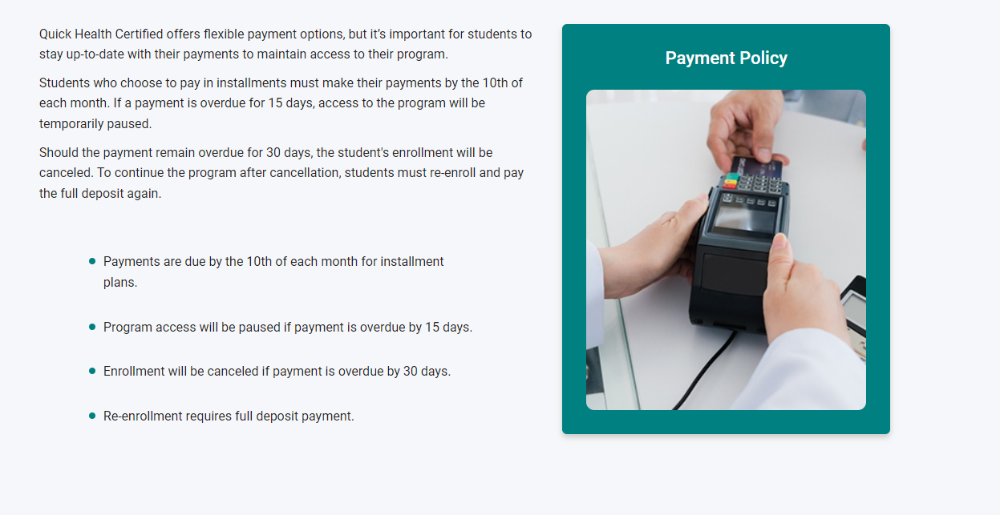 Quick Health Certified offers flexible payment options, but it’s important for students to
stay up-to-date with their payments to maintain access to their program.
Students who choose to pay in installments must make their payments by the 10th of
each month. If a payment is overdue for 15 days, access to the program will be
temporarily paused.
Should the payment remain overdue for 30 days, the student's enrollment will be
canceled. To continue the program after cancellation, students must re-enroll and pay
the full deposit again.
Payments are due by the 10th of each month for installment
plans.
Program access will be paused if payment is overdue by 15 days.
Enrollment will be canceled if payment is overdue by 30 days.
Re-enrollment requires full deposit payment.
Payment Policy